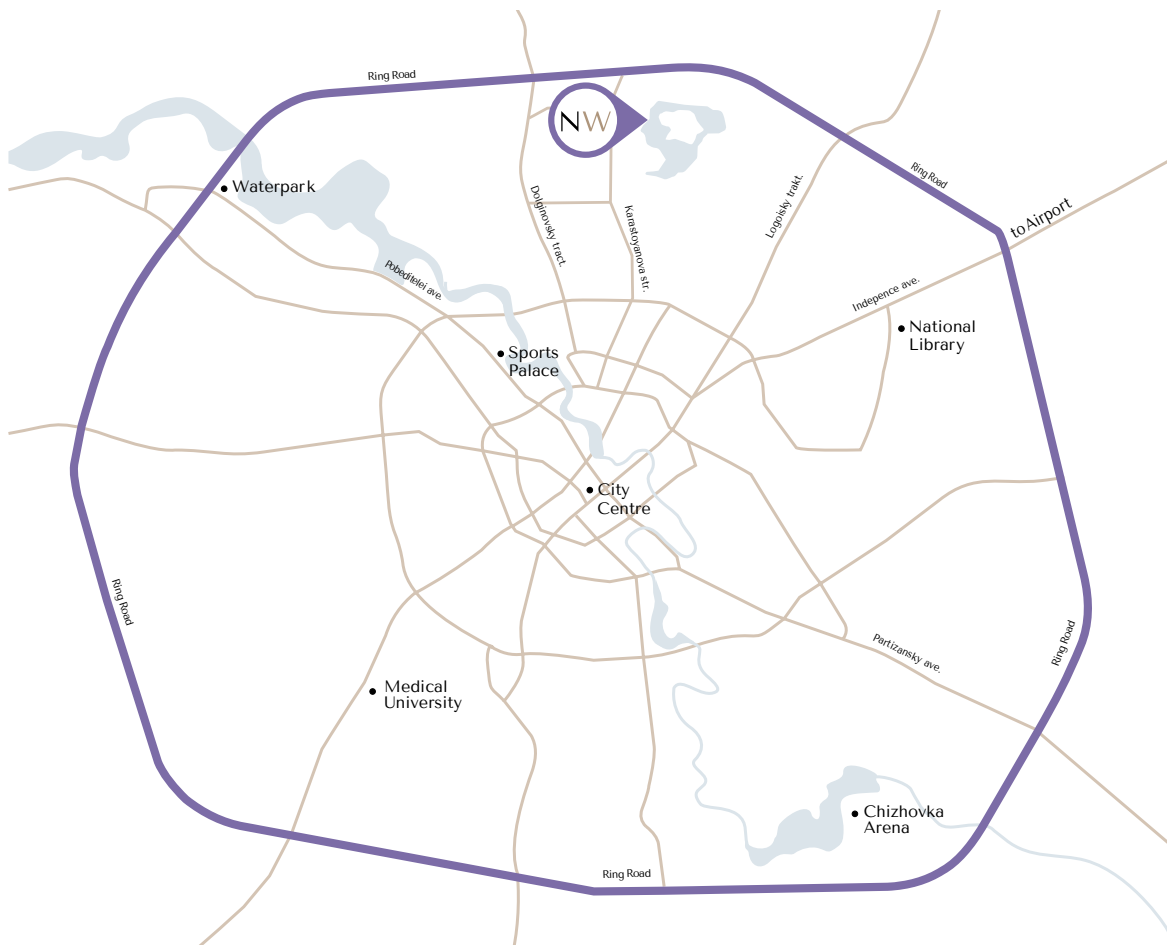 Ring Road
NW
Ring Road
Waterpark
Dolginovsky tract.
Karastoyanova str.
Logoisky trakt.
to Airport
Pobeditelei ave.
Indepence ave.
National
Library
Sports
Palace
City
Centre
Ring Road
Ring Road
Partizansky ave.
Medical
University
Chizhovka
Arena
Ring Road